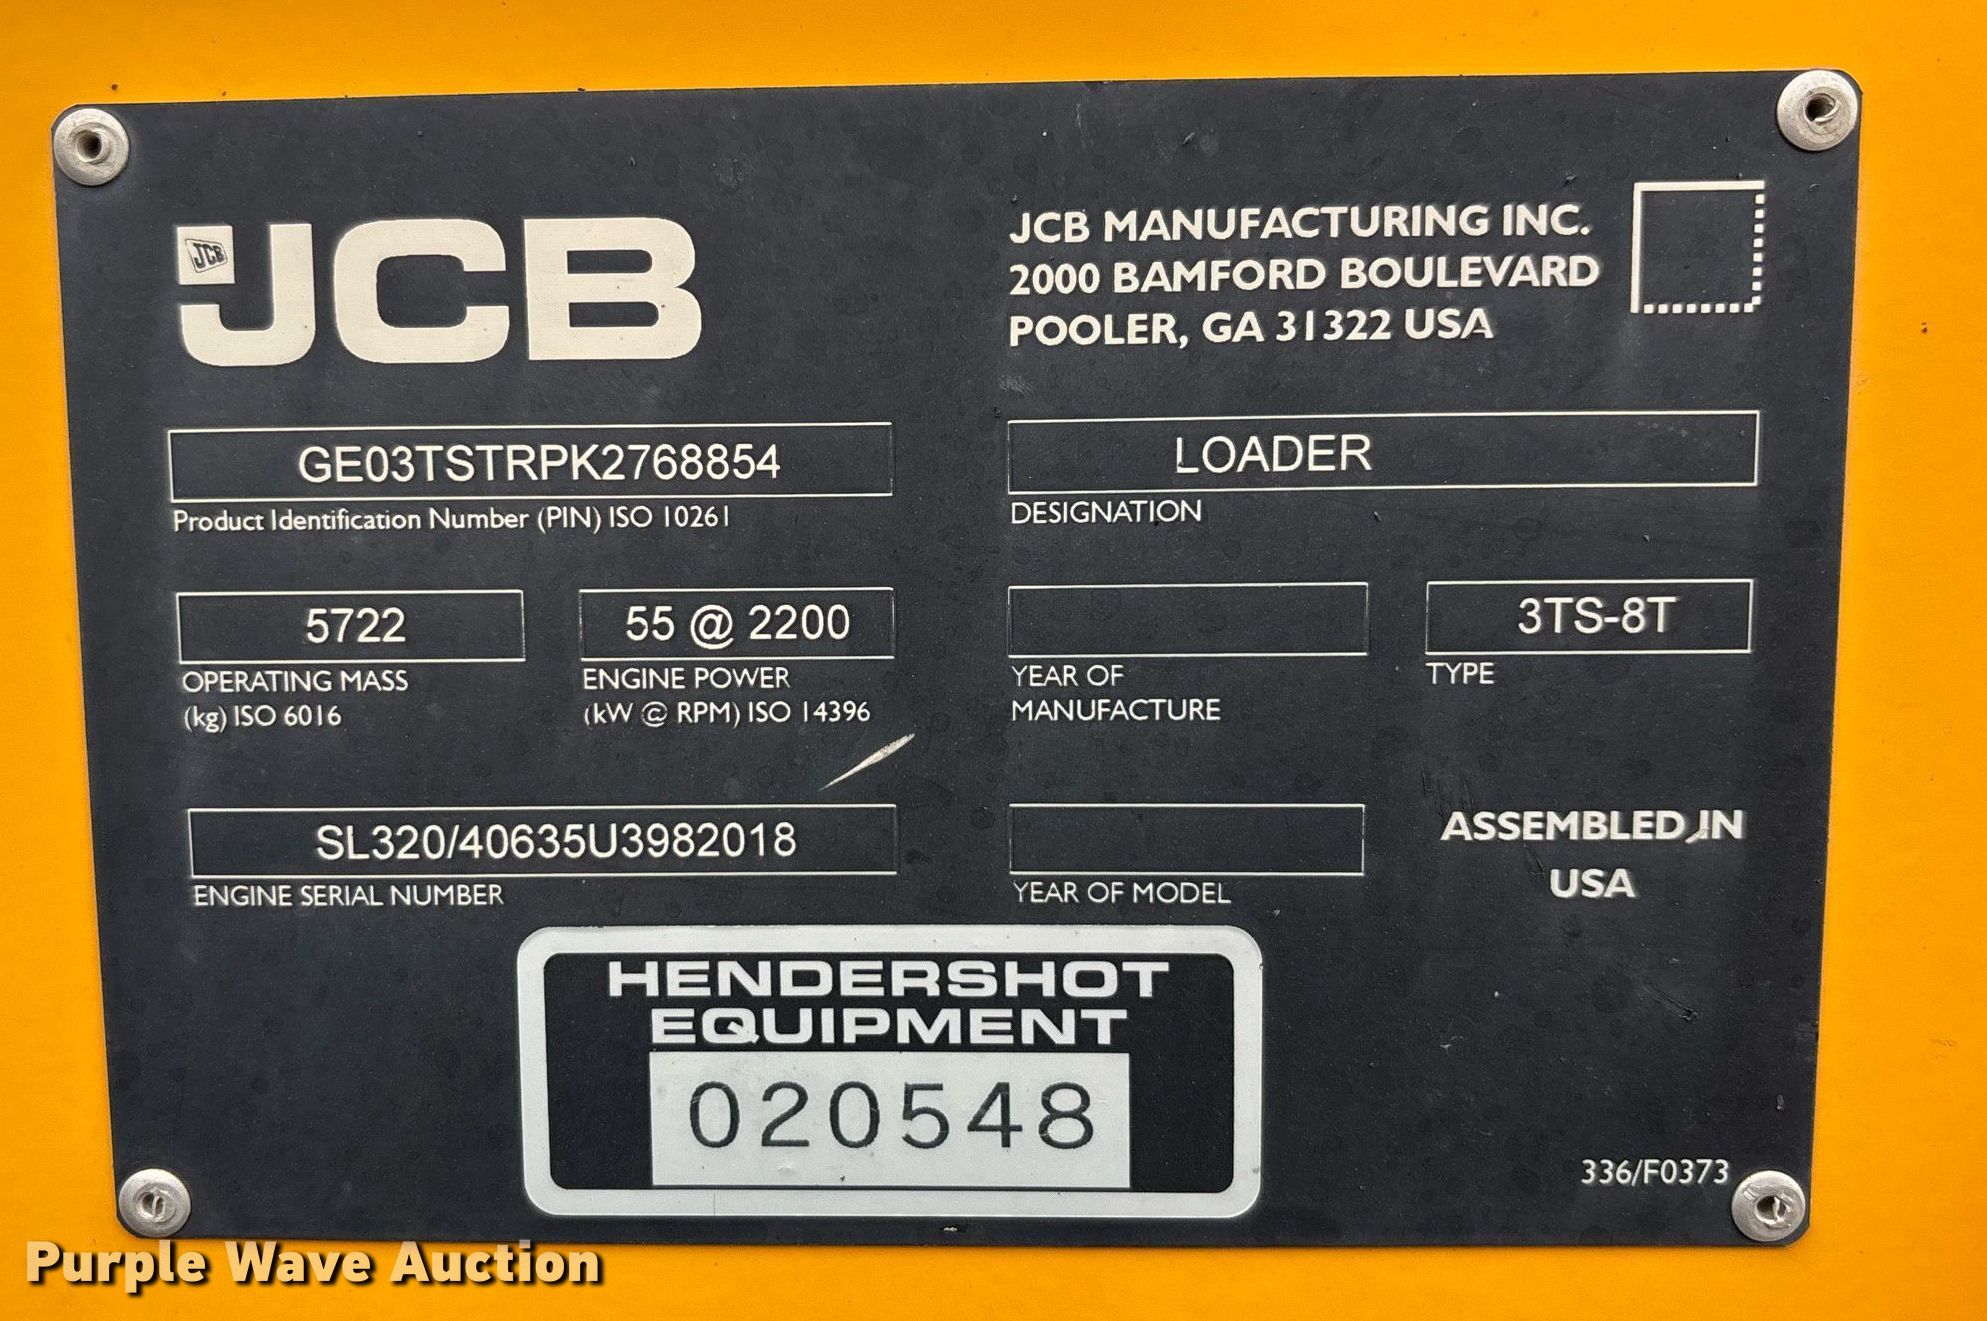 JCB
JCB
JCB MANUFACTURING INC.
2000 BAMFORD BOULEVARD
POOLER, GA 31322 USA
GE03TSTRPK2768854
Product Identification Number (PIN) ISO 10261
LOADER
DESIGNATION
5722
OPERATING MASS
(kg) ISO 6016
55 @ 2200
ENGINE POWER
(kW @ RPM) ISO 14396
YEAR OF
MANUFACTURE
3TS-8T
TYPE
SL320/40635U3982018
ENGINE SERIAL NUMBER
YEAR OF MODEL
ASSEMBLED IN
USA
HENDERSHOT
EQUIPMENT
020548
336/F0373
Purple Wave Auction